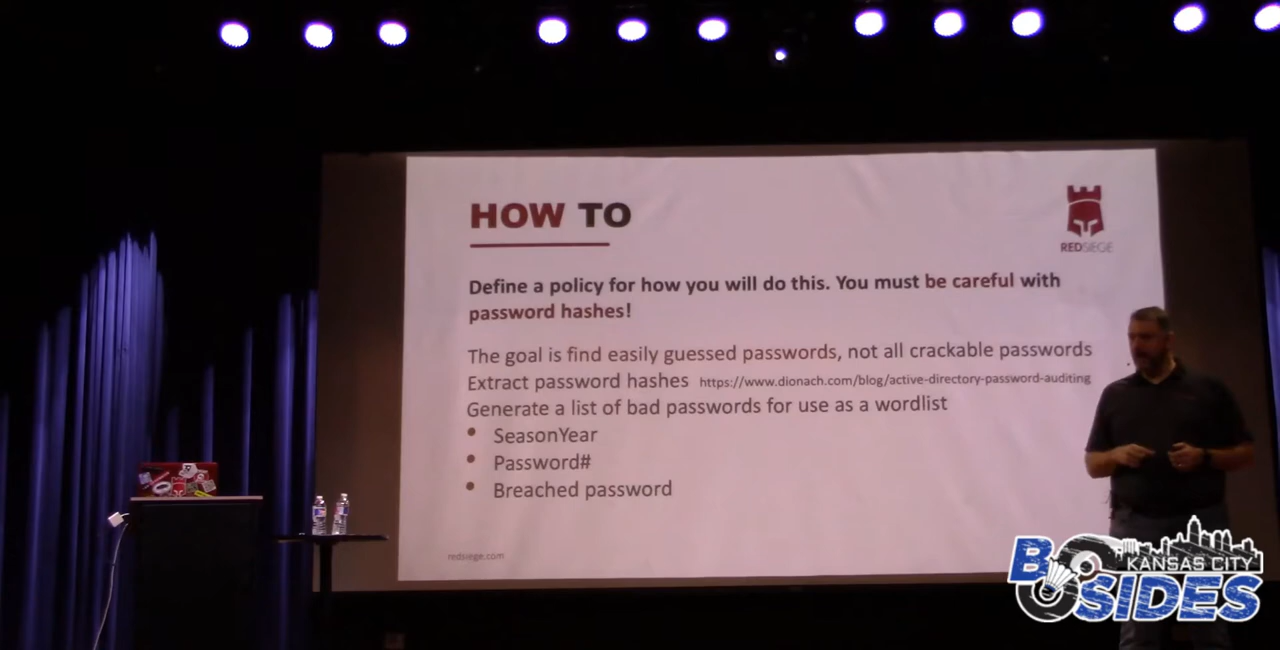 HOW TO
REDSIEGE
Define a policy for how you will do this. You must be careful with
password hashes!
The goal is find easily guessed passwords, not all crackable passwords
Extract password hashes https://www.dionach.com/blog/active-directory-password-auditing
Generate a list of bad passwords for use as a wordlist
• SeasonYear
• Password#
• Breached password
redsiege.com
KANSAS CITY
BSIDES